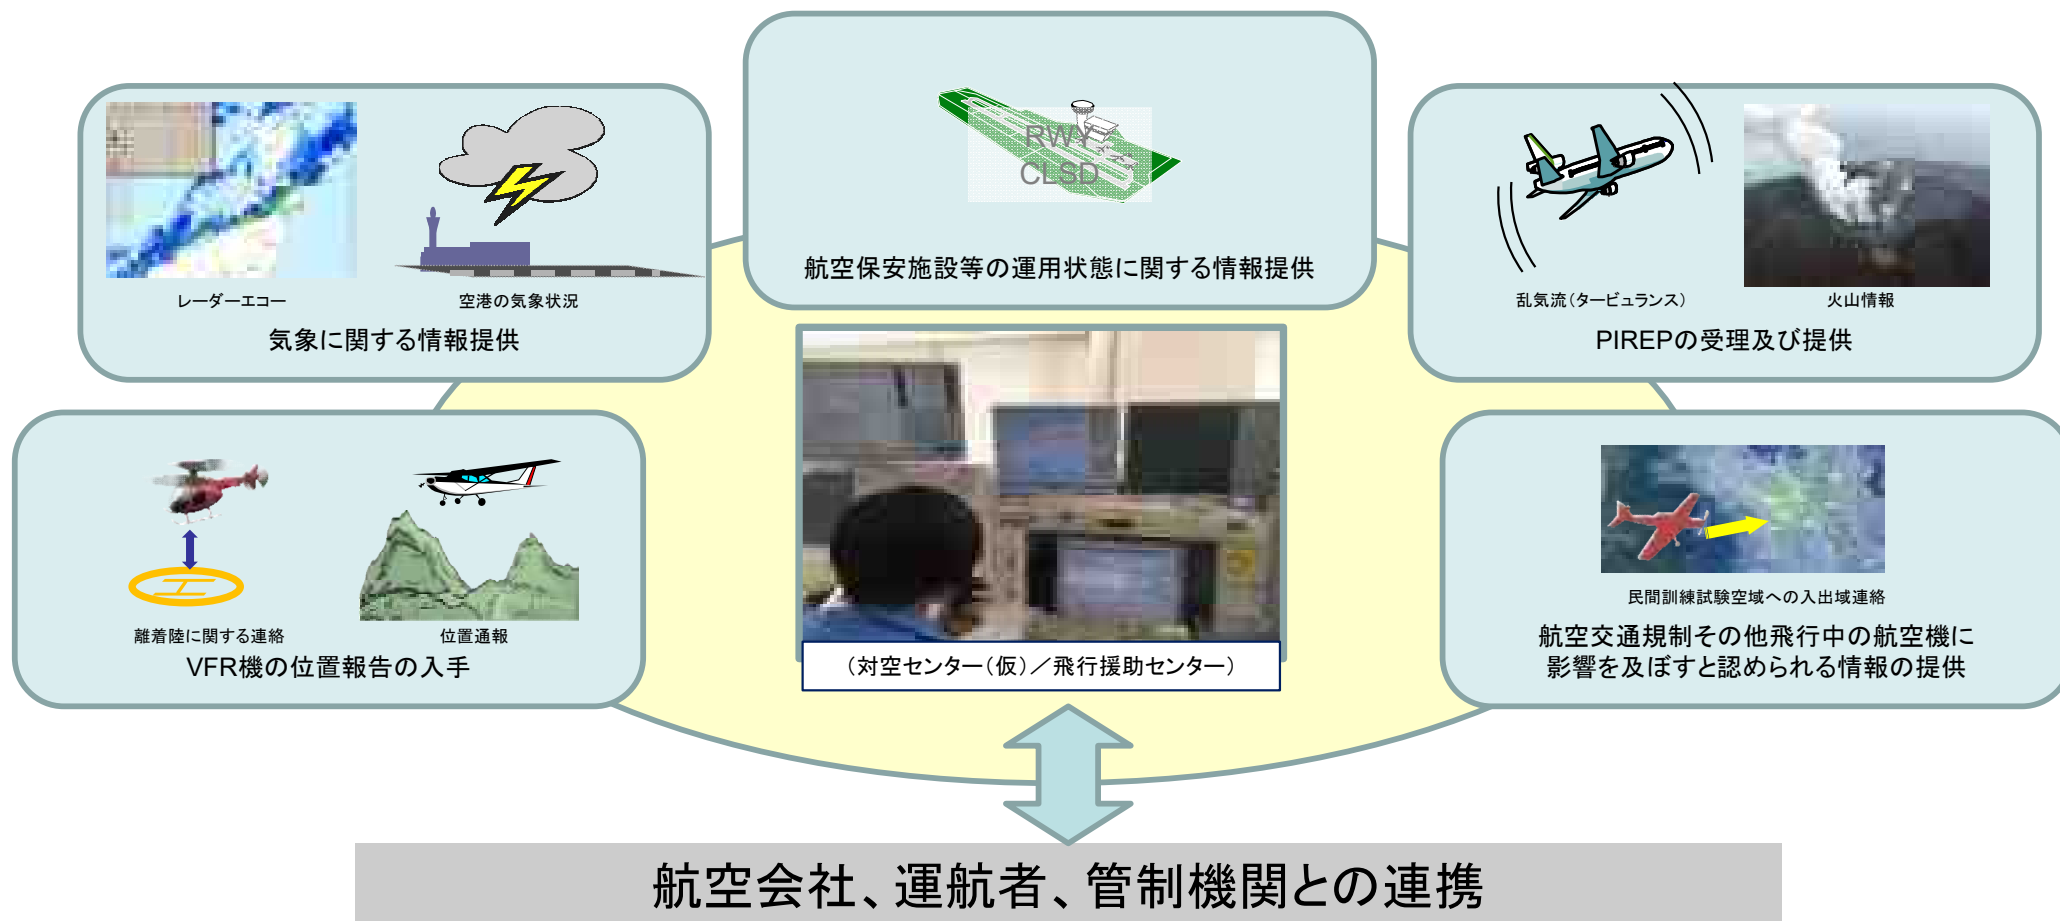 RWY
CLSD
航空保安施設等の運用状態に関する情報提供
レーダーエコー
空港の気象状況
気象に関する情報提供
乱気流(タービュランス)
火山情報
PIREPの受理及び提供
離着陸に関する連絡
位置通報
VFR機の位置報告の入手
(対空センター(仮)/飛行援助センター)
民間訓練試験空域への入出域連絡
航空交通規制その他飛行中の航空機に
影響を及ぼすと認められる情報の提供
航空会社、運航者、管制機関との連携